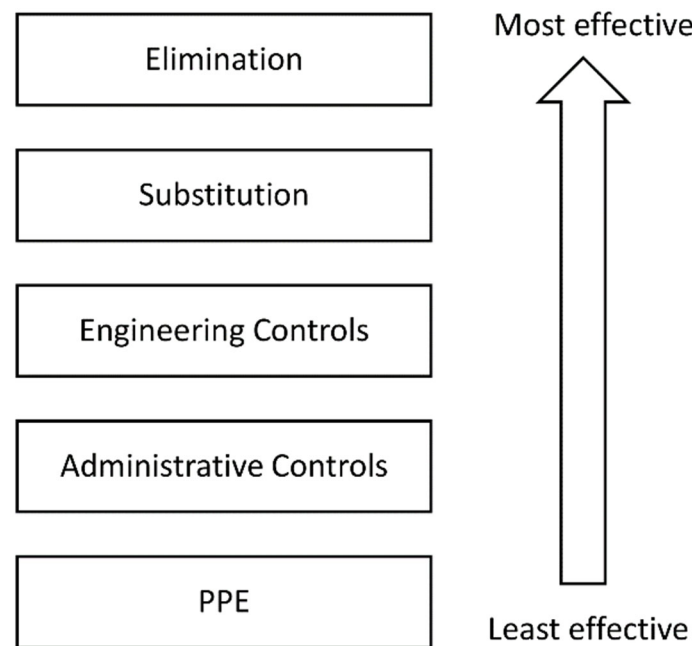 Most effective
Elimination
Substitution
Engineering Controls
Administrative Controls
PPE
Least effective